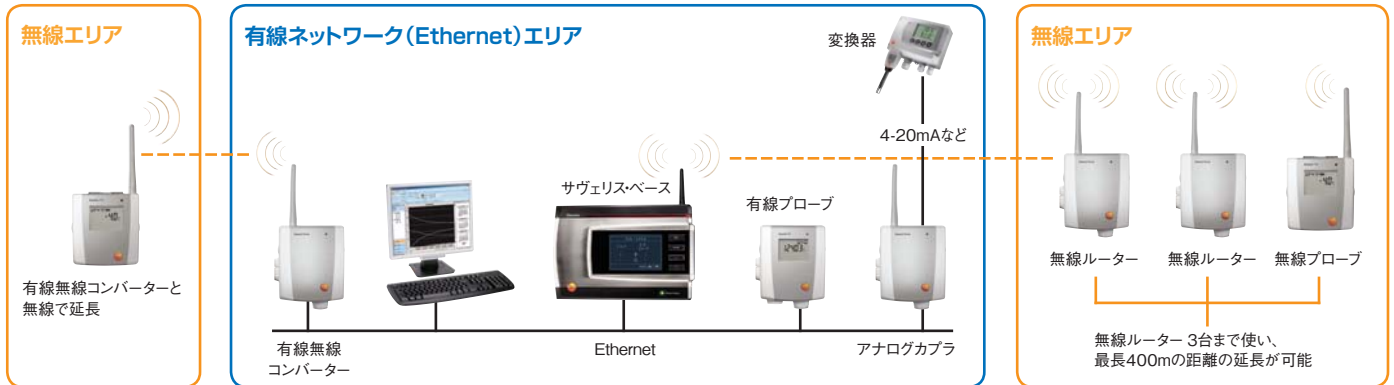 無線エリア
有線無線コンバーターと
無線で延長
有線ネットワーク(Ethernet)エリア
変換器
4-20mAなど
サヴェリス・ベース
有線プローブ
有線無線
コンバーター
Ethernet
アナログカプラ
無線エリア
無線ルーター
無線ルーター
無線プローブ
無線ルーター 3台まで使い、
最長400mの距離の延長が可能